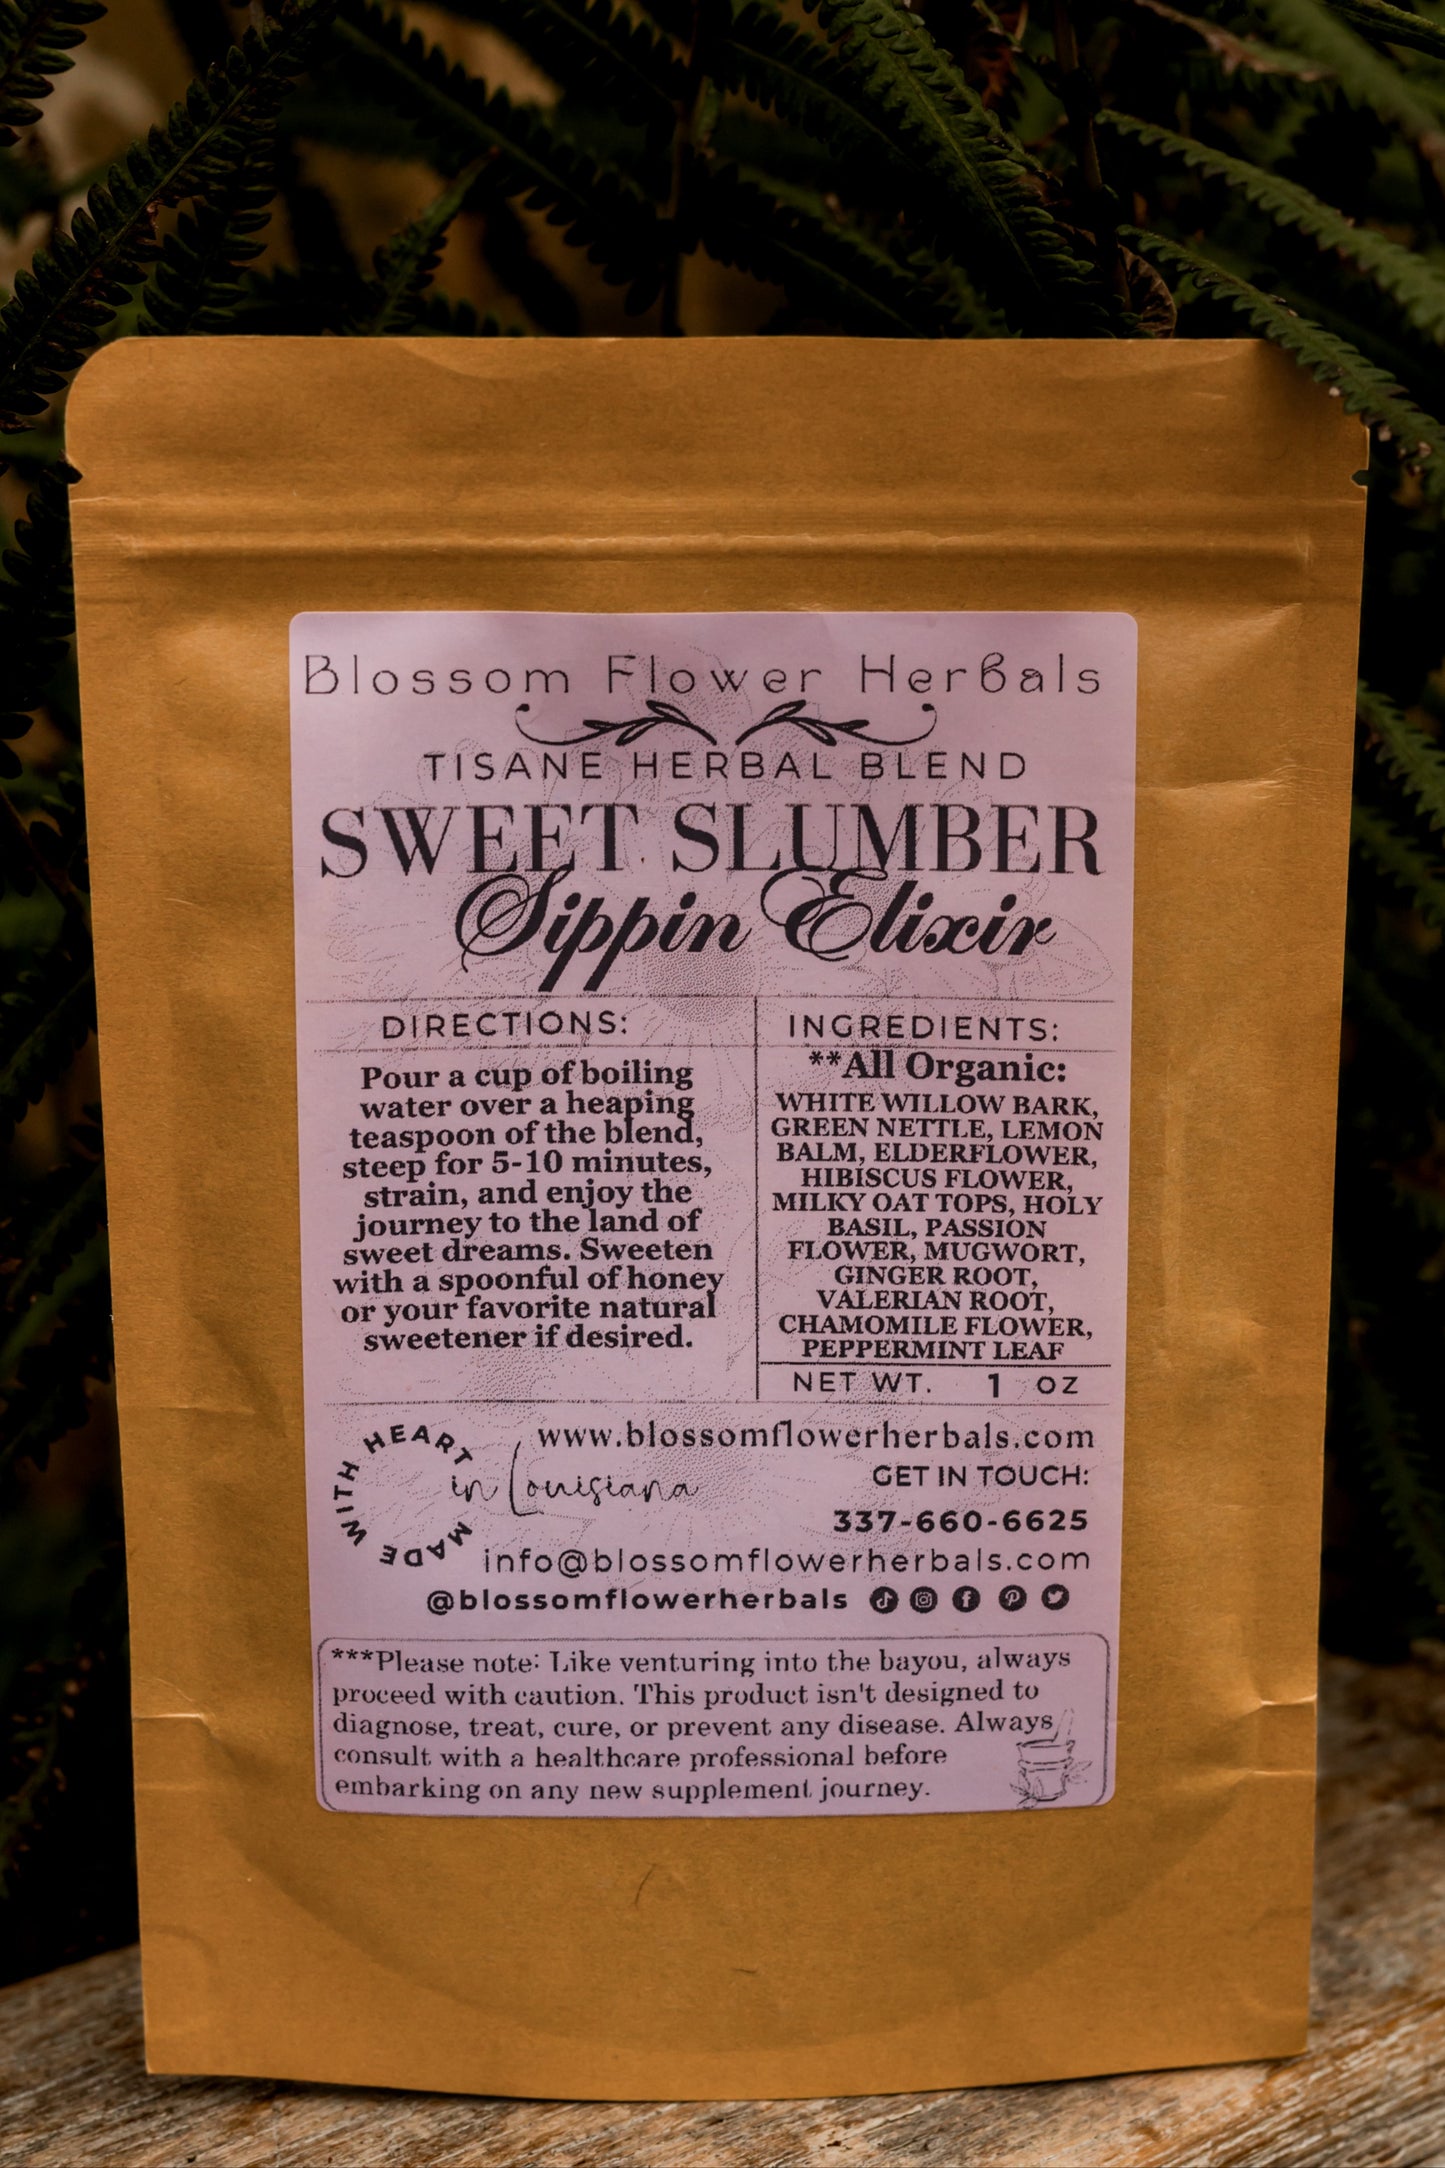 Blossom Flower Herbals
TISANE HERBAL BLEND
SWEET SLUMBER
Sippin Elixir
DIRECTIONS:
Pour a cup of boiling
water over a heaping
teaspoon of the blend,
steep for 5-10 minutes,
strain, and enjoy the
journey to the land of
sweet dreams. Sweeten
with a spoonful of honey
or your favorite natural
sweetener if desired.
INGREDIENTS:
**All Organic:
WHITE WILLOW BARK,
GREEN NETTLE, LEMON
BALM, ELDERFLOWER,
HIBISCUS FLOWER,
MILKY OAT TOPS, HOLY
BASIL, PASSION
FLOWER, MUGWORT,
GINGER ROOT,
VALERIAN ROOT,
CHAMOMILE FLOWER,
PEPPERMINT LEAF
NET WT. 1 OZ
MADE WITH HEART
in Louisiana
www.blossomflowerherbals.com
GET IN TOUCH:
337-660-6625
info@blossomflowerherbals.com
@blossomflowerherbals
***Please note: Like venturing into the bayou, always
proceed with caution. This product isn't designed to
diagnose, treat, cure, or prevent any disease. Always
consult with a healthcare professional before
embarking on any new supplement journey.